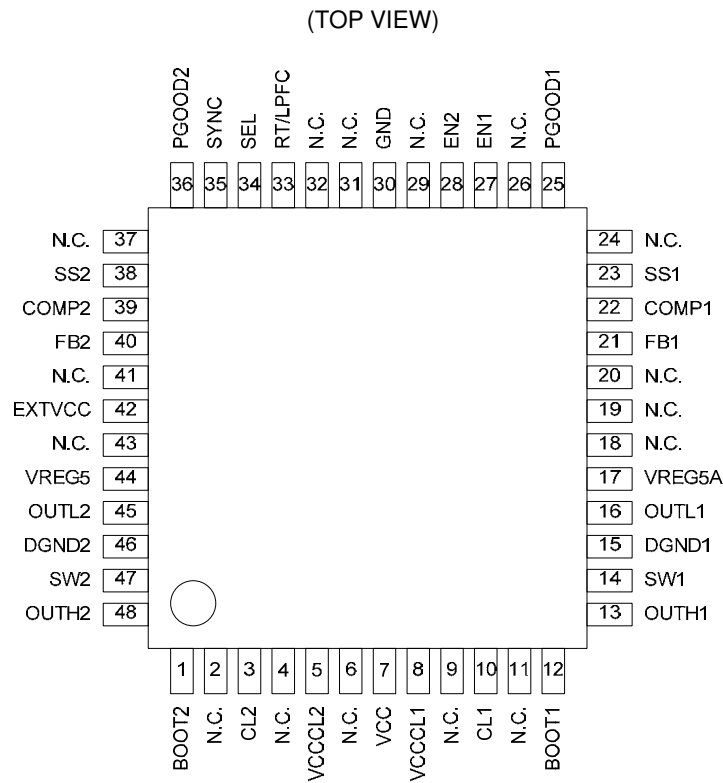 (TOP VIEW)
PGOOD2
SYNC
SEL
RT/LPFC
N.C.
N.C.
GND
N.C.
EN2
EN1
N.C.
PGOOD1
36 35 34 33 32 31 30 29 28 27 26 25
N.C. 37 24 N.C.
SS2 38 23 SS1
COMP2 39 22 COMP1
FB2 40 21 FB1
N.C. 41 20 N.C.
EXTVCC 42 19 N.C.
N.C. 43 18 N.C.
VREG5 44 17 VREG5A
OUTL2 45 16 OUTL1
DGND2 46 15 DGND1
SW2 47 14 SW1
OUTH2 48 13 OUTH1
1 2 3 4 5 6 7 8 9 10 11 12
BOOT2
N.C.
CL2
N.C.
VCCCL2
N.C.
VCC
VCCCL1
N.C.
CL1
N.C.
BOOT1